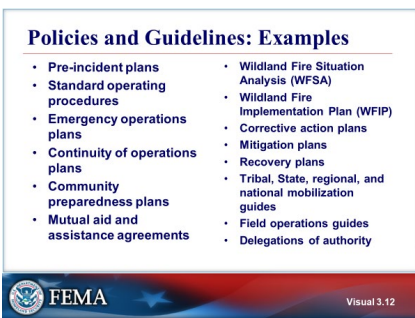 Policies and Guidelines: Examples
• Pre-incident plans
• Standard operating
procedures
• Emergency operations
plans
• Continuity of operations
plans
• Community
preparedness plans
• Mutual aid and
assistance agreements
• Wildland Fire Situation
Analysis (WFSA)
• Wildland Fire
Implementation Plan (WFIP)
• Corrective action plans
• Mitigation plans
• Recovery plans
• Tribal, State, regional, and
national mobilization
guides
• Field operations guides
• Delegations of authority
FEMA
Visual 3.12